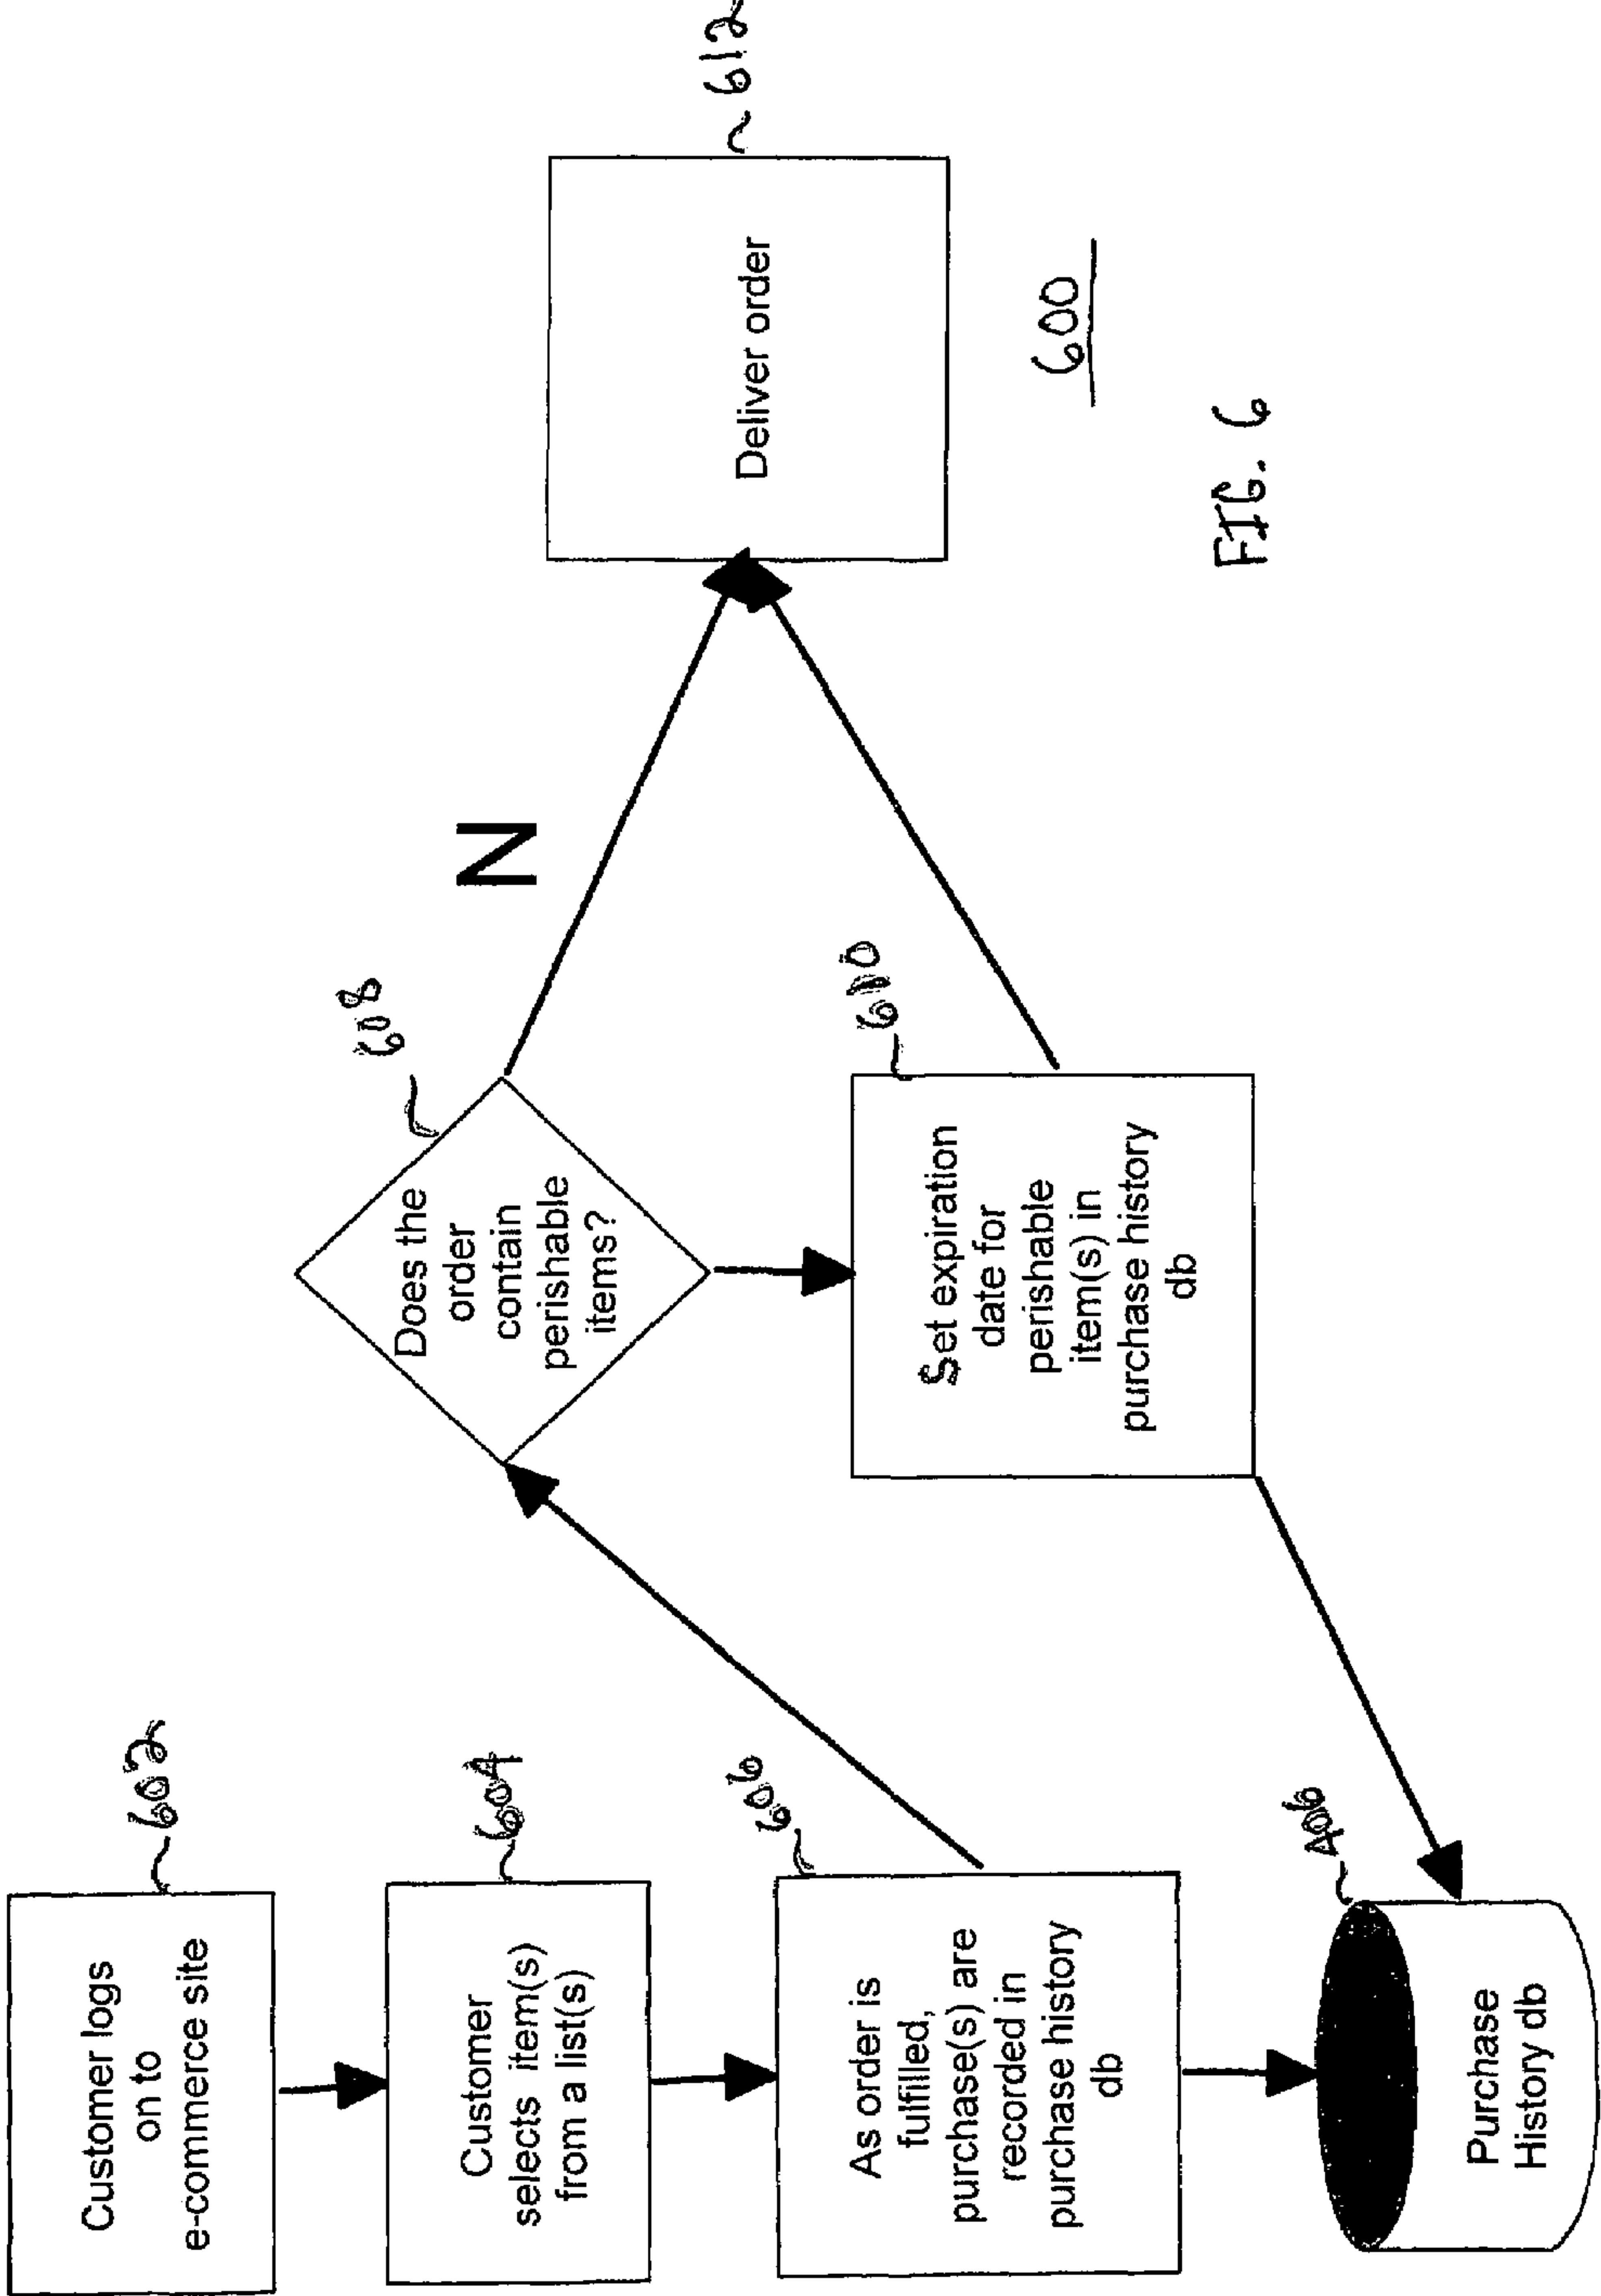 Customer logs
on to
e-commerce site
602
Customer
selects item(s)
from a list(s)
604
As order is
fulfilled,
purchase(s) are
recorded in
purchase history
db
606
Purchase
History db
406
Does the
order
contain
perishable
items?
608
N
Set expiration
date for
perishable
item(s) in
purchase history
db
610
Deliver order
612
600
FIG. 6